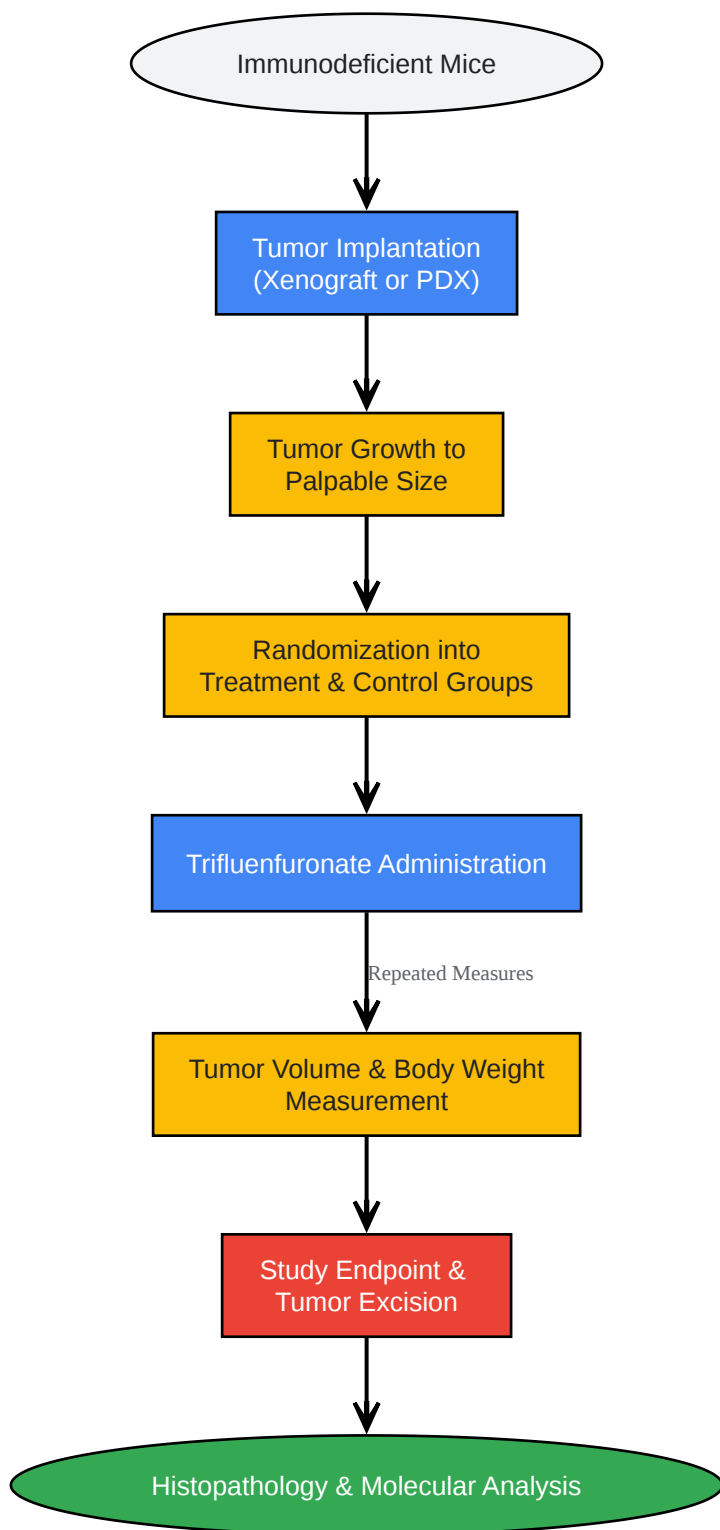 Immunodeficient Mice
Tumor Implantation
(Xenograft or PDX)
Tumor Growth to
Palpable Size
Randomization into
Treatment & Control Groups
Trifluenfuronate Administration
Repeated Measures
Tumor Volume & Body Weight
Measurement
Study Endpoint &
Tumor Excision
Histopathology & Molecular Analysis